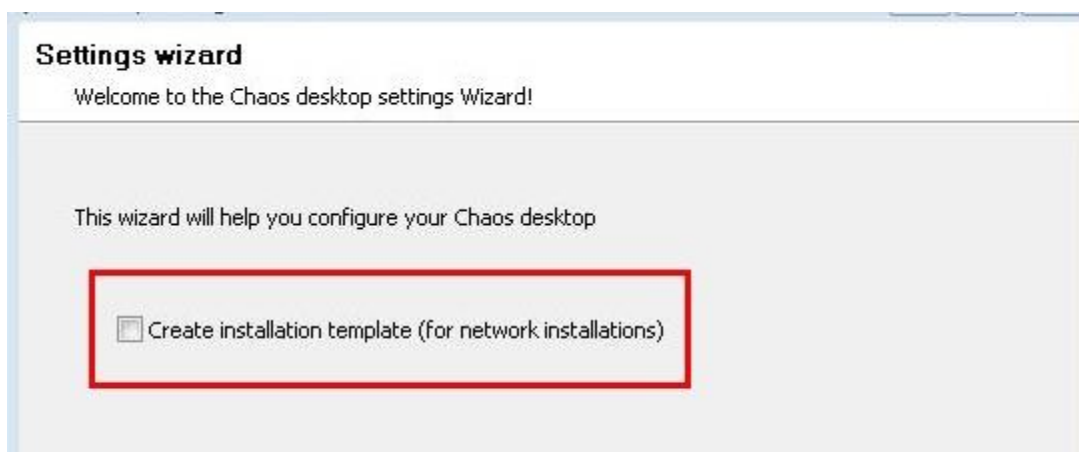 Settings wizard
Welcome to the Chaos desktop settings Wizard!
This wizard will help you configure your Chaos desktop
Create installation template (for network installations)